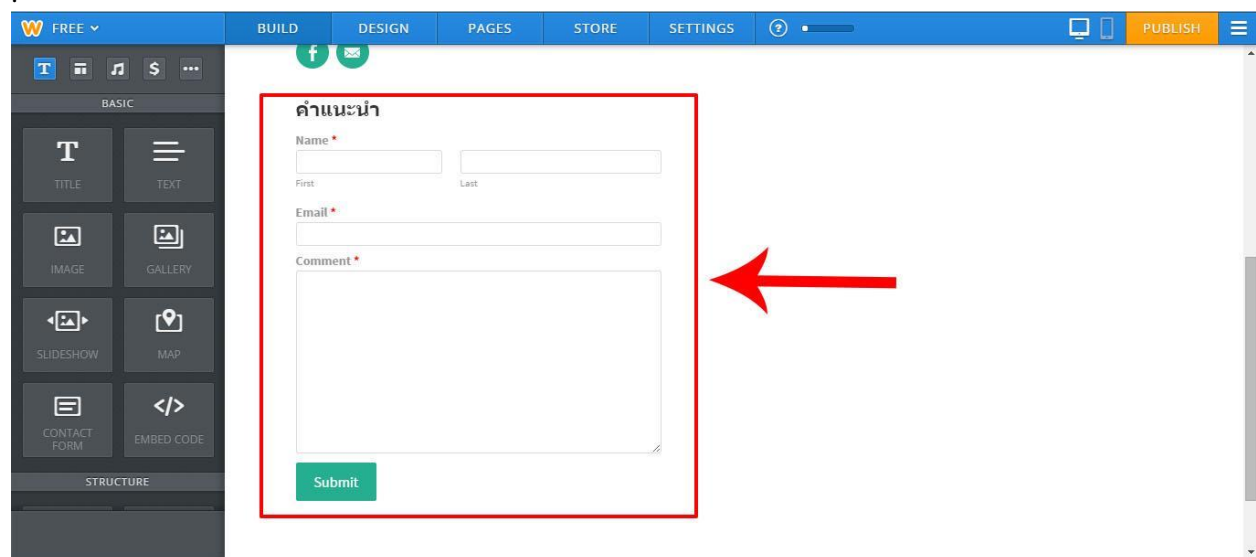 FREE BUILD DESIGN PAGES STORE SETTINGS ? PUBLISH
BASIC
TITLE TEXT
IMAGE GALLERY
SLIDESHOW MAP
CONTACT FORM EMBED CODE
STRUCTURE
คำแนะนำ
Name *
First Last
Email *
Comment *
Submit